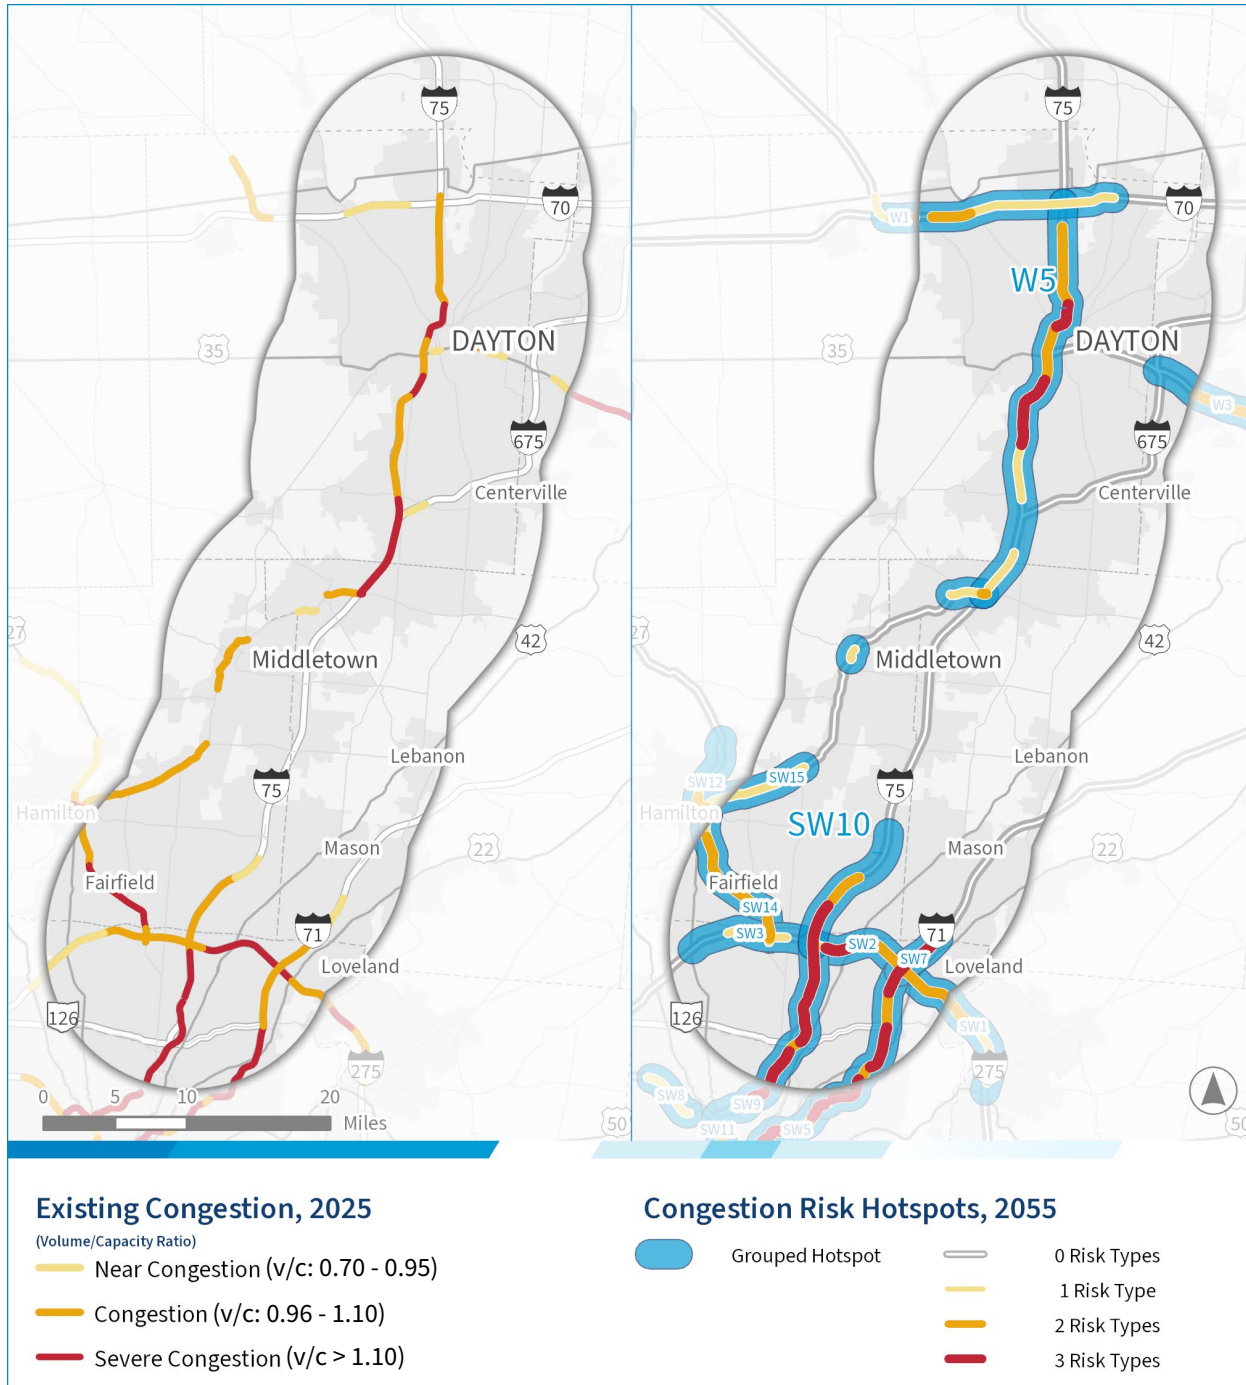 75
70
35
DAYTON
675
Centerville
27
42
Middletown
Lebanon
75
Hamilton
Mason
22
Fairfield
71
Loveland
126
275
0 5 10 20
Miles
50
75
70
W1
W5
35
DAYTON
W3
675
Centerville
27
42
Middletown
Lebanon
SW12
SW15
75
Hamilton
SW10
Mason
22
Fairfield
SW14
71
SW3
SW2
SW7
Loveland
126
SW1
275
SW8
SW9
SW11
SW5
50
Existing Congestion, 2025
(Volume/Capacity Ratio)
Near Congestion (v/c: 0.70 - 0.95)
Congestion (v/c: 0.96 - 1.10)
Severe Congestion (v/c > 1.10)
Congestion Risk Hotspots, 2055
Grouped Hotspot
0 Risk Types
1 Risk Type
2 Risk Types
3 Risk Types